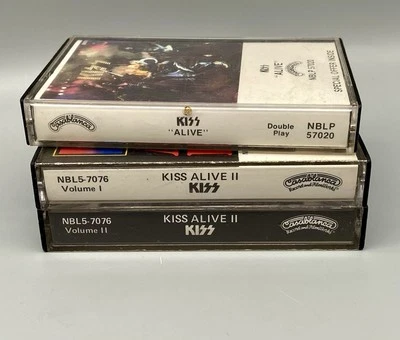 KISS
"ALIVE"
Casablanca
NBLP 57020
SPECIAL OFFER INSIDE
Casablanca
KISS
"ALIVE"
Double
Play
NBLP
57020
NBL5-7076
Volume I
KISS ALIVE II
KISS
Casablanca
Record and FilmWorks
NBL5-7076
Volume II
KISS ALIVE II
KISS
Casablanca
Record and FilmWorks